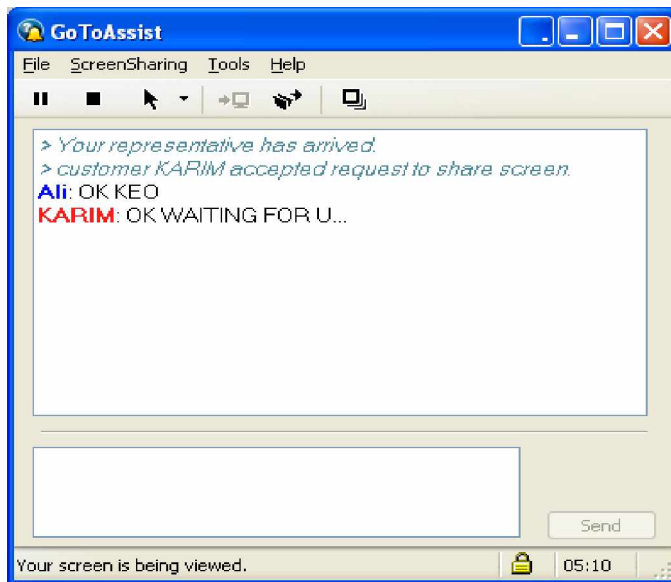 GoToAssist
File ScreenSharing Tools Help
> Your representative has arrived.
> customer KARIM accepted request to share screen.
Ali: OK KEO
KARIM: OK WAITING FOR U...
Send
Your screen is being viewed. 05:10